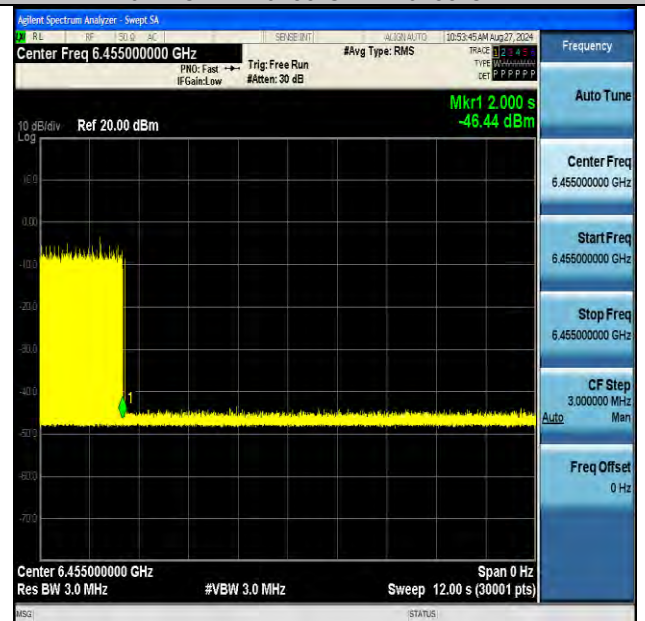 Agilent Spectrum Analyzer - Swept SA
RL RF 50 Ω AC SENSE:INT ALIGN AUTO 10:53:45 AM Aug 27, 2024
Center Freq 6.455000000 GHz
PNO: Fast
IFGain:Low
Trig: Free Run
#Atten: 30 dB
#Avg Type: RMS
TRACE 1 2 3 4 5 6
TYPE
DET P P P P P P
Mkr1 2.000 s
-46.44 dBm
10 dB/div Ref 20.00 dBm
Log
10.0
0.00
-10.0
-20.0
-30.0
-40.0
-50.0
-60.0
-70.0
1
Center 6.455000000 GHz Span 0 Hz
Res BW 3.0 MHz #VBW 3.0 MHz Sweep 12.00 s (30001 pts)
MSG STATUS
Frequency
Auto Tune
Center Freq
6.455000000 GHz
Start Freq
6.455000000 GHz
Stop Freq
6.455000000 GHz
CF Step
3.000000 MHz
Auto Man
Freq Offset
0 Hz